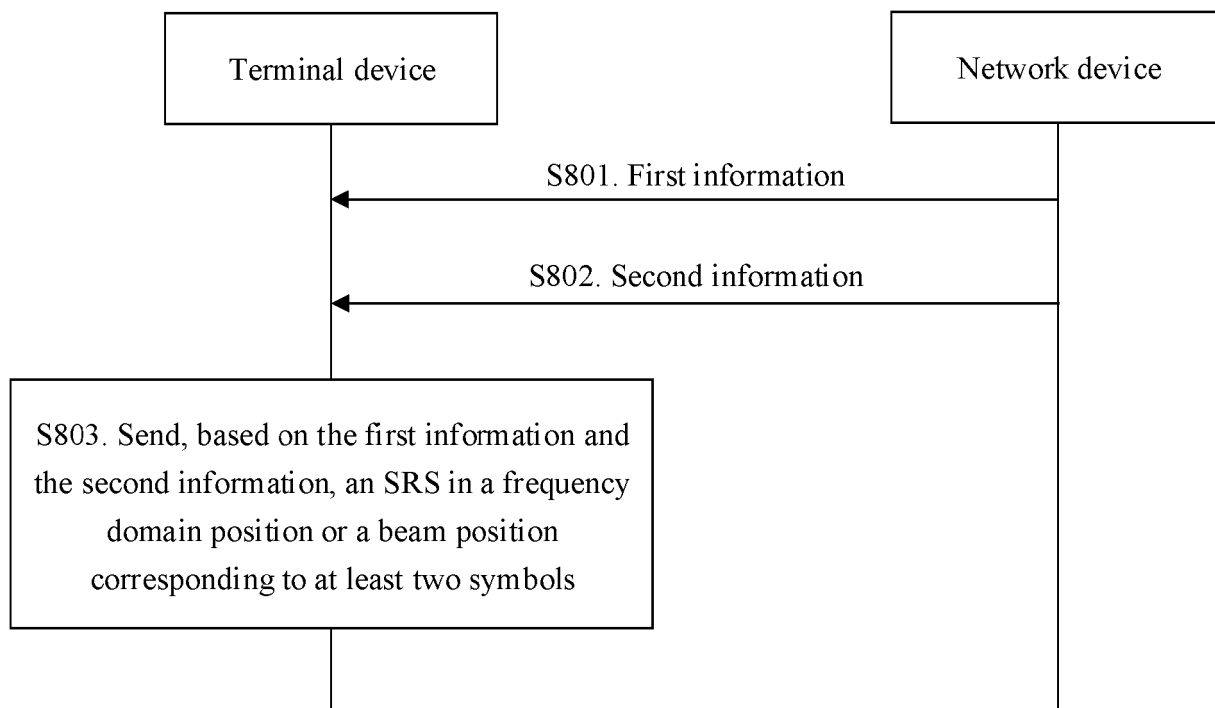 Terminal device
Network device
S801. First information
S802. Second information
S803. Send, based on the first information and
the second information, an SRS in a frequency
domain position or a beam position
corresponding to at least two symbols